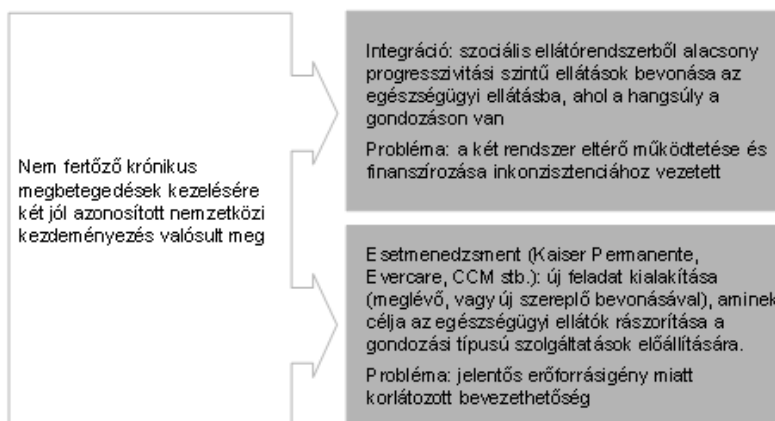 Nem fertőző krónikus
megbetegedések kezelésére
két jól azonosított nemzetközi
kezdeményezés valósult meg
Integráció: szociális ellátórendszerből alacsony
progresszivitási szintű ellátások bevonása az
egészségügyi ellátásba, ahol a hangsúly a
gondozáson van
Probléma: a két rendszer eltérő működtetése és
finanszírozása inkonzisztenciához vezetett
Esetmenedzsment (Kaiser Permanente,
Evercare, CCM stb.): új feladat kialakítása
(meglévő, vagy új szereplő bevonásával), aminek
célja az egészségügyi ellátók rászorítása a
gondozási típusú szolgáltatások előállítására.
Probléma: jelentős erőforrásigény miatt
korlátozott bevezethetőség